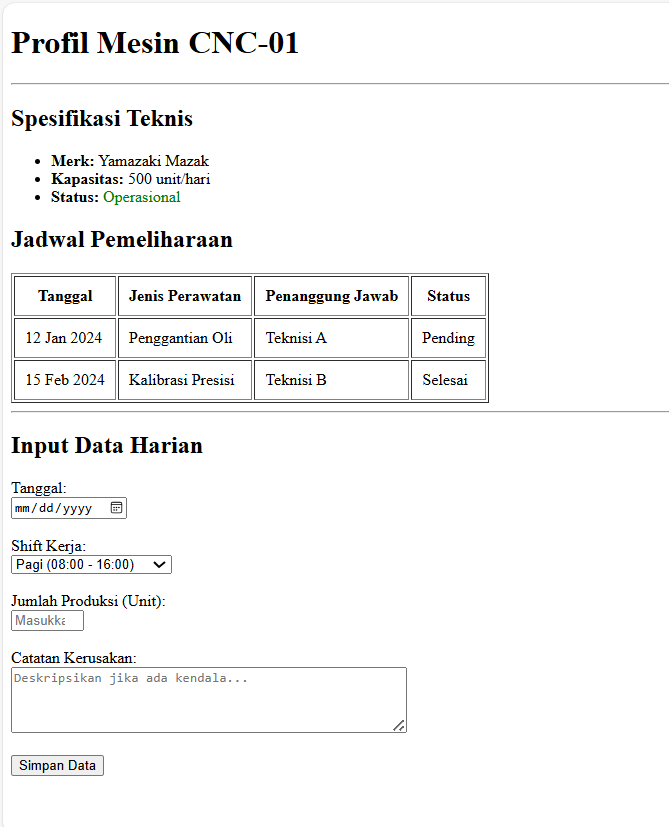 Profil Mesin CNC-01
Spesifikasi Teknis
Merk: Yamazaki Mazak
Kapasitas: 500 unit/hari
Status: Operasional
Jadwal Pemeliharaan
Tanggal Jenis Perawatan Penanggung Jawab Status
12 Jan 2024 Penggantian Oli Teknisi A Pending
15 Feb 2024 Kalibrasi Presisi Teknisi B Selesai
Input Data Harian
Tanggal:
mm/dd/yyyy
Shift Kerja:
Pagi (08:00 - 16:00)
Jumlah Produksi (Unit):
Masukk
Catatan Kerusakan:
Deskripsikan jika ada kendala...
Simpan Data